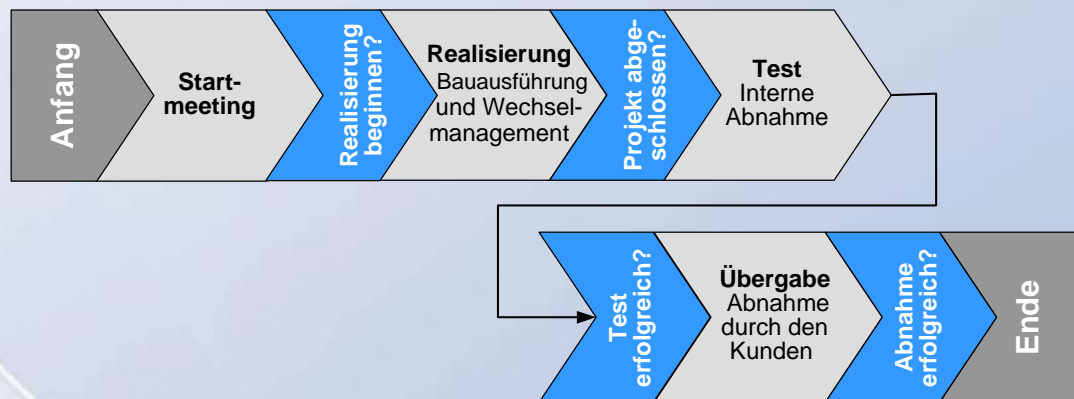 Anfang
Start-
meeting
Realisierung
beginnen?
Realisierung
Bauausführung
und Wechsel-
management
Projekt abge-
schlossen?
Test
Interne
Abnahme
Test
erfolgreich?
Übergabe
Abnahme
durch den
Kunden
Abnahme
erfolgreich?
Ende